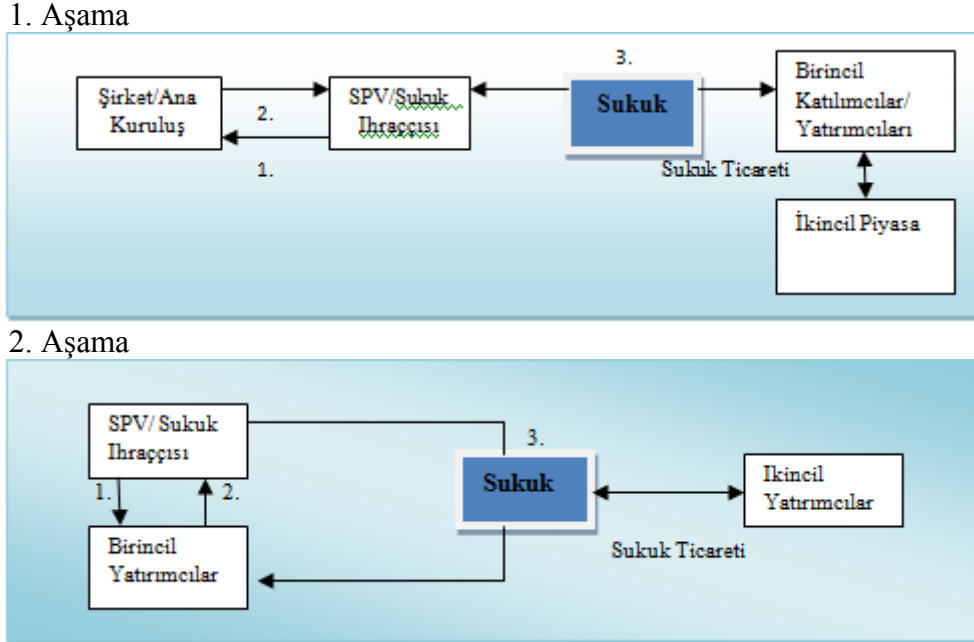 1. Aşama
Şirket/Ana
Kuruluş
2.
1.
SPV/Sukuk
Ihraççısı
3.
Sukuk
Sukuk Ticareti
Birincil
Katılımcılar/
Yatırımcıları
İkincil Piyasa
2. Aşama
SPV/ Sukuk
Ihraççısı
1.
2.
Birincil
Yatırımcılar
3.
Sukuk
Sukuk Ticareti
Ikincil
Yatırımcılar